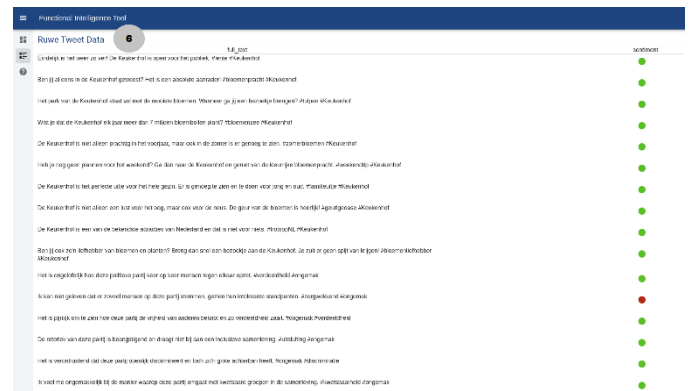 Functional Intelligence Tool
Ruwe Tweet Data
6
full_text
sentiment
Eindelijk is het weer zo ver! De Keukenhof is open voor het publiek. #lente #Keukenhof
Ben jij al eens in de Keukenhof geweest? Het is een absolute aanrader! #bloemenpracht #Keukenhof
Het park van de Keukenhof staat vol met de mooiste bloemen. Wanneer ga jij een bezoekje brengen? #tulpen #Keukenhof
Wist je dat de Keukenhof elk jaar meer dan 7 miljoen bloembollen plant? #bloemenzee #Keukenhof
De Keukenhof is niet alleen prachtig in het voorjaar, maar ook in de zomer is er genoeg te zien. #zomerbloemen #Keukenhof
Heb je nog geen plannen voor het weekend? Ga dan naar de Keukenhof en geniet van de kleurrijke bloemenpracht. #weekendtip #Keukenhof
De Keukenhof is het perfecte uitje voor het hele gezin. Er is genoeg te zien en te doen voor jong en oud. #familieuitje #Keukenhof
De Keukenhof is niet alleen een lust voor het oog, maar ook voor de neus. De geur van de bloemen is heerlijk! #geurigeoase #Keukenhof
De Keukenhof is een van de bekendste attracties van Nederland en dat is niet voor niets. #trotsopNL #Keukenhof
Ben jij ook zo'n liefhebber van bloemen en planten? Breng dan snel een bezoekje aan de Keukenhof. Je zult er geen spijt van krijgen! #bloemenliefhebber
#Keukenhof
Het is ongelofelijk hoe deze politieke partij keer op keer mensen tegen elkaar opzet. #verdeeldheid #ongemak
Ik kan niet geloven dat er zoveel mensen op deze partij stemmen, gezien hun intolerante standpunten. #zorgwekkend #ongemak
Het is pijnlijk om te zien hoe deze partij de vrijheid van anderen beperkt en zo verdeeldheid zaait. #ongemak #verdeeldheid
De retoriek van deze partij is beangstigend en draagt niet bij aan een inclusieve samenleving. #uitsluiting #ongemak
Het is verontrustend dat deze partij openlijk discrimineert en toch zo'n grote achterban heeft. #ongemak #discriminatie
Ik voel me ongemakkelijk bij de manier waarop deze partij omgaat met kwetsbare groepen in de samenleving. #kwetsbaarheid #ongemak